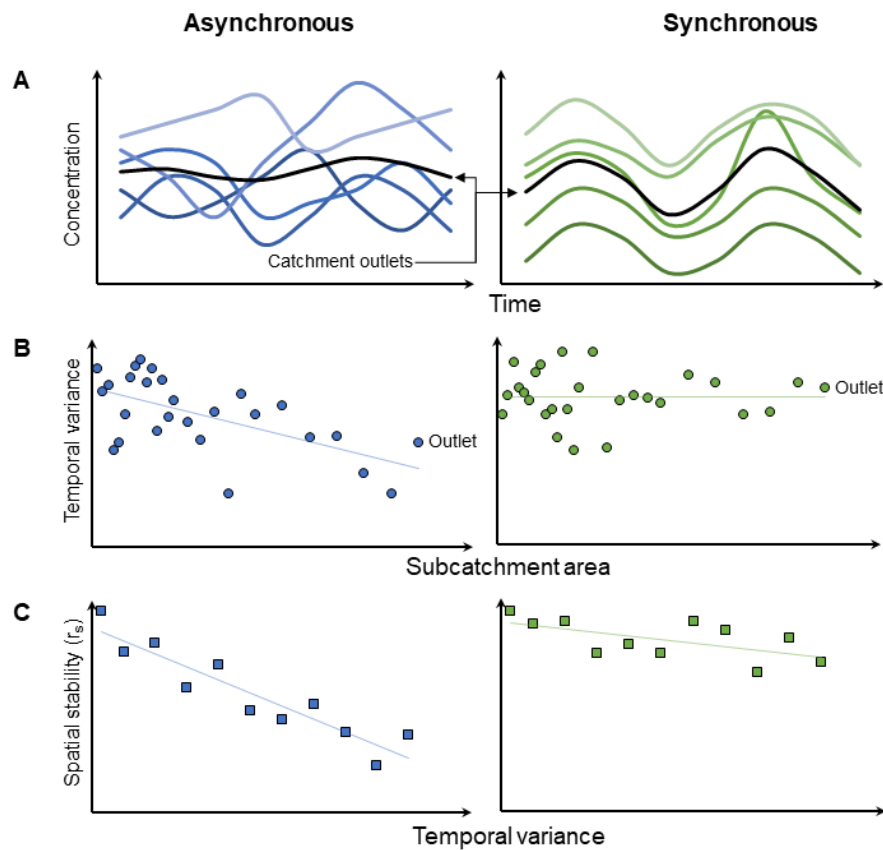 Asynchronous
Synchronous
A
Concentration
Catchment outlets
Time
B
Temporal variance
Outlet
Outlet
Subcatchment area
C
Spatial stability (rs)
Temporal variance